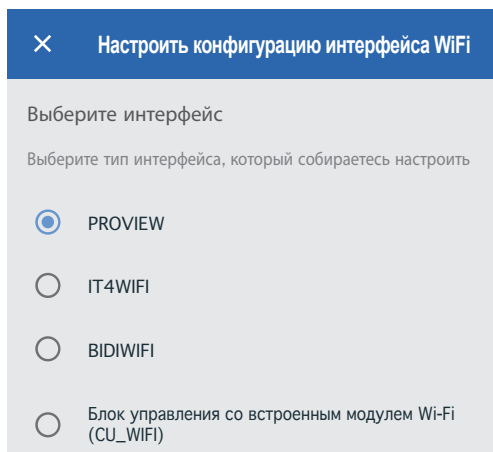 Настроить конфигурацию интерфейса WiFi
Выберите интерфейс
Выберите тип интерфейса, который собираетесь настроить
PROVIEW
IT4WIFI
BIDIWIFI
Блок управления со встроенным модулем Wi-Fi
(CU_WIFI)